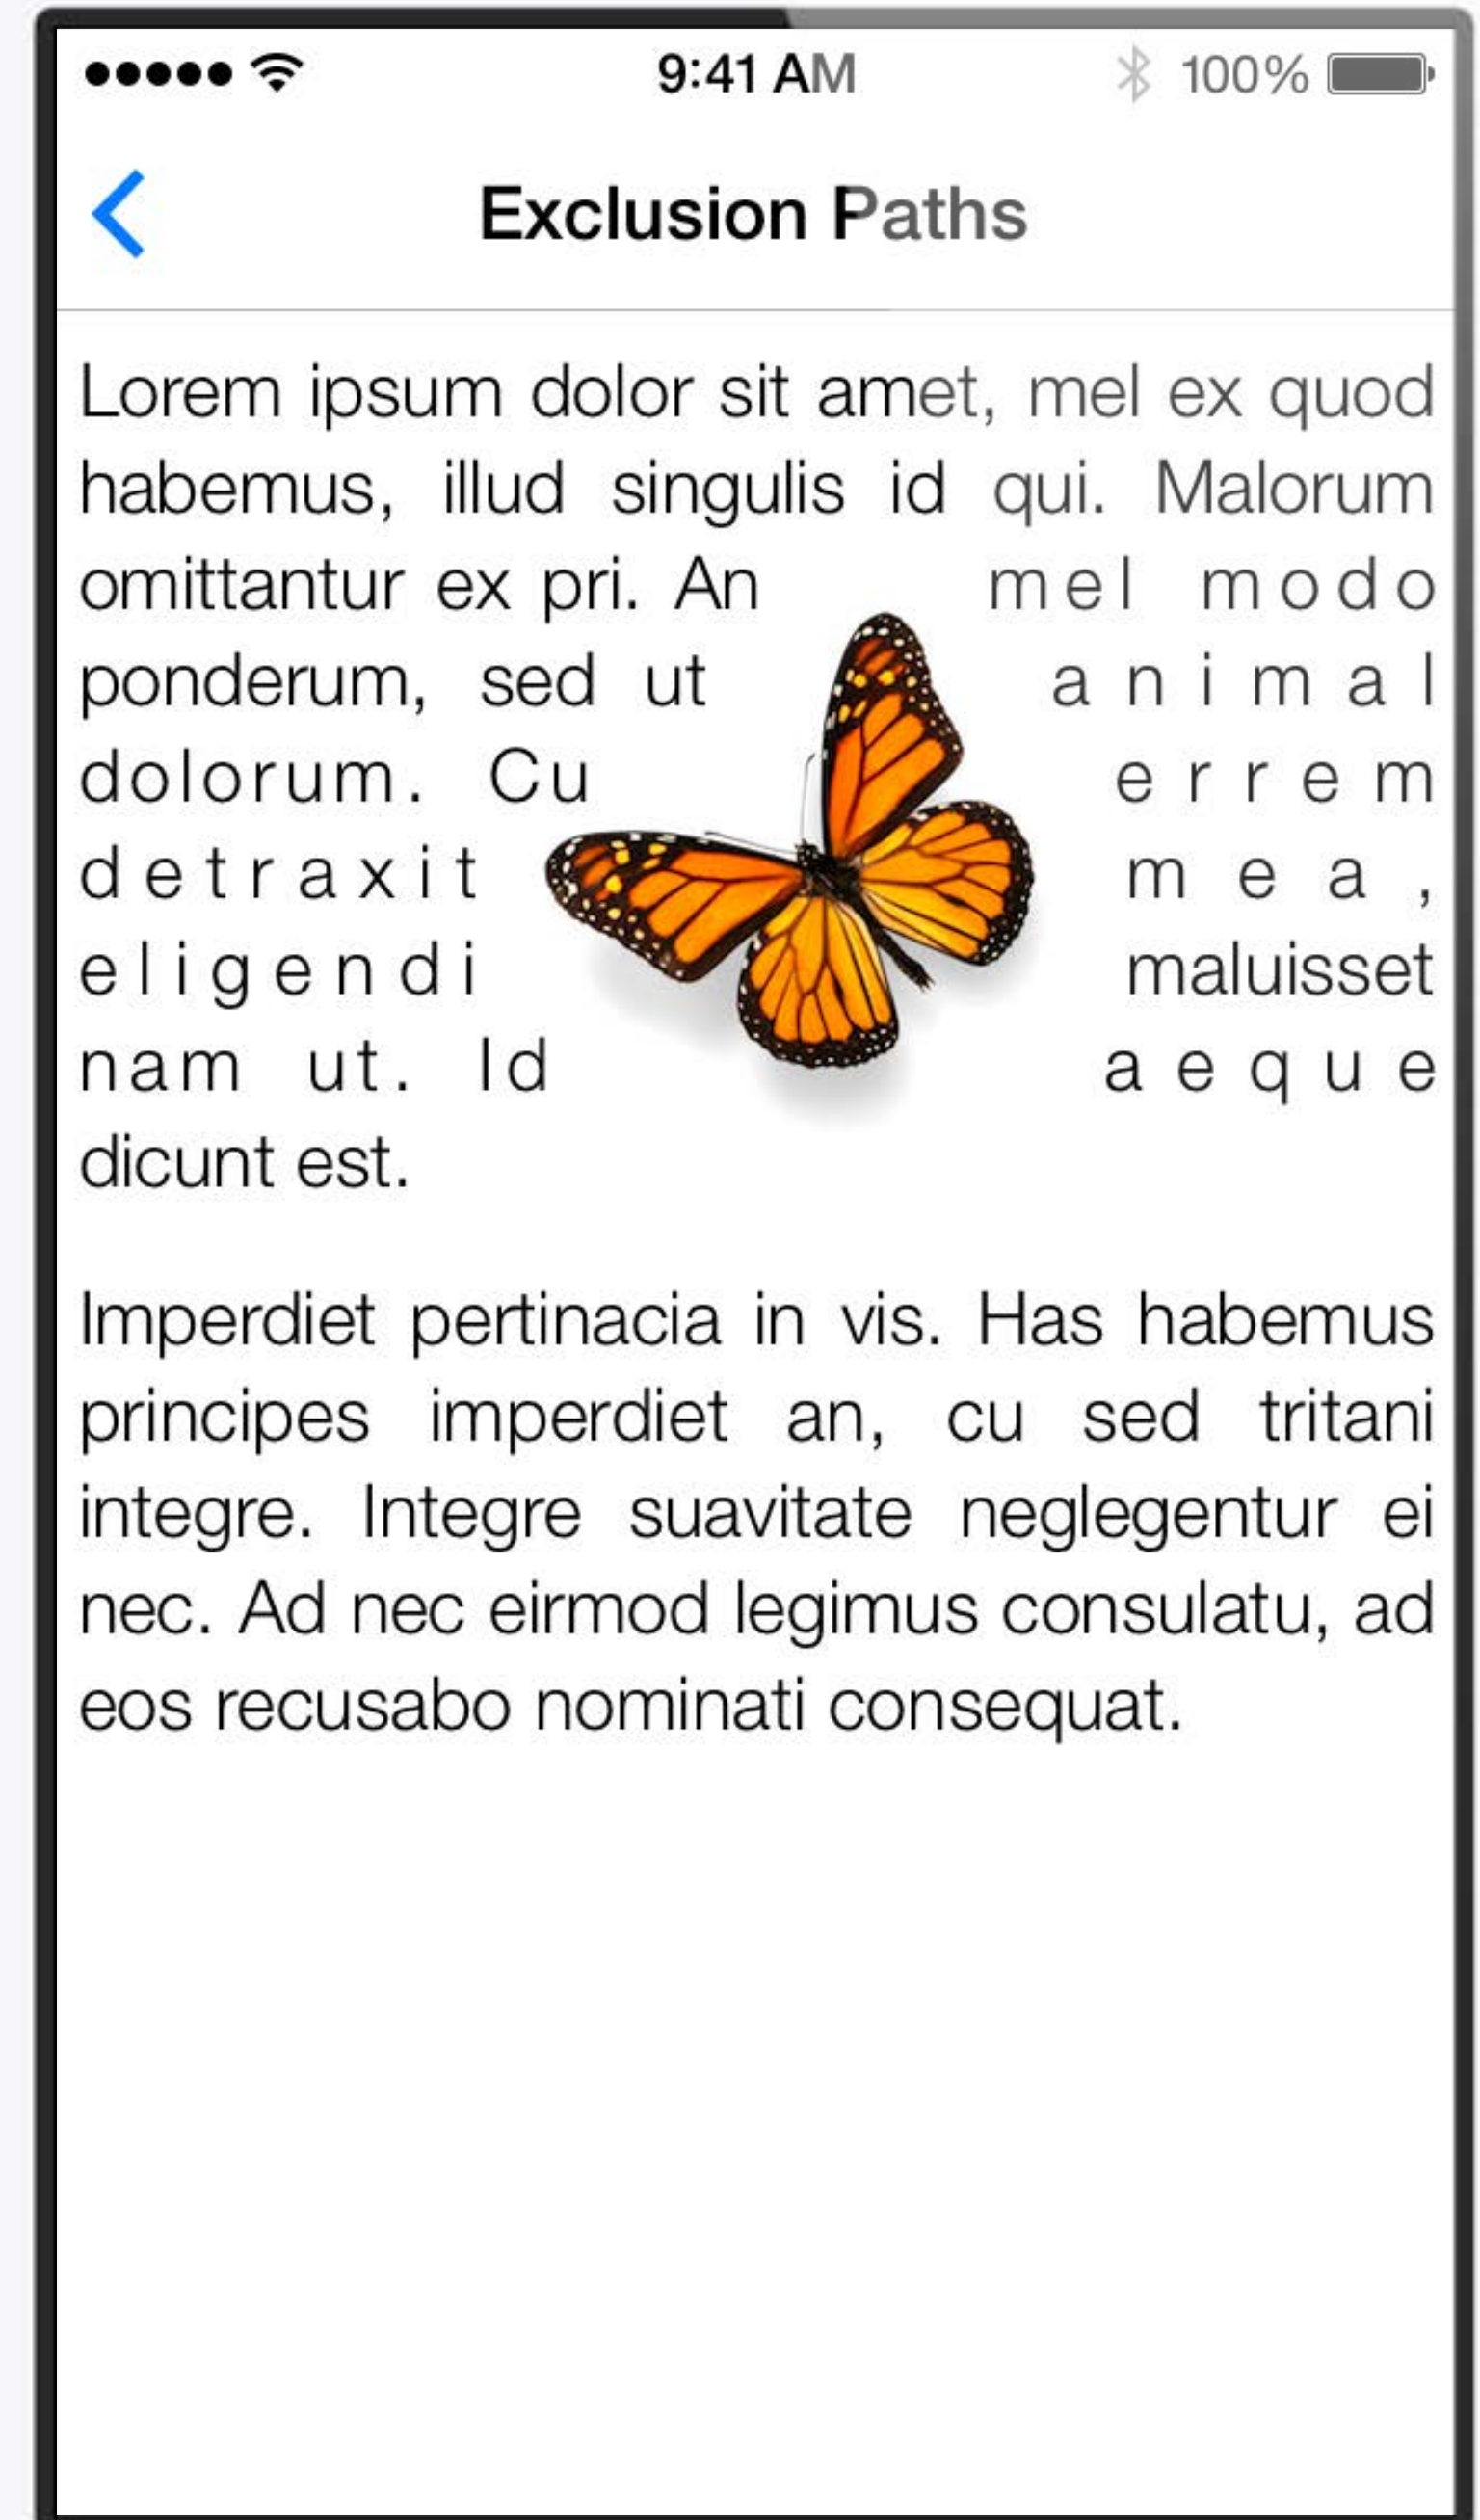 9:41 AM 100%
Exclusion Paths
Lorem ipsum dolor sit amet, mel ex quod
habemus, illud singulis id qui. Malorum
omittantur ex pri. An mel modo
ponderum, sed ut animal
dolorum. Cu errem
detraxit mea,
eligendi maluisset
nam ut. Id aeque
dicunt est.
Imperdiet pertinacia in vis. Has habemus
principes imperdiet an, cu sed tritani
integre. Integre suavitate neglegentur ei
nec. Ad nec eirmod legimus consulatu, ad
eos recusabo nominati consequat.